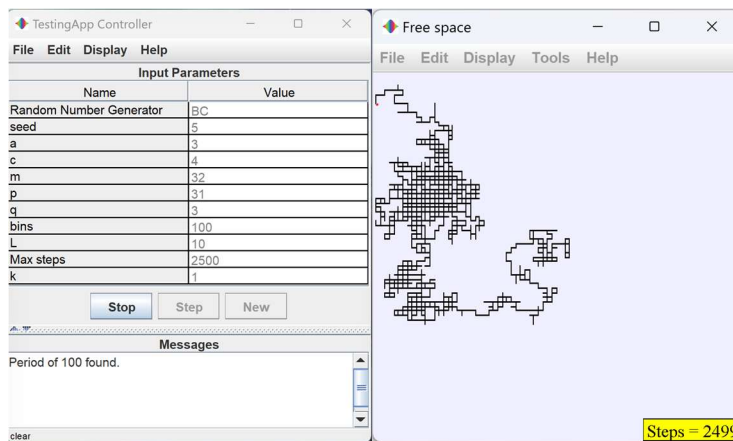 TestingApp Controller
File Edit Display Help
Input Parameters
Name Value
Random Number Generator BC
seed 5
a 3
c 4
m 32
p 31
q 3
bins 100
L 10
Max steps 2500
k 1
Stop Step New
Messages
Period of 100 found.
clear
Free space
File Edit Display Tools Help
Steps = 2499